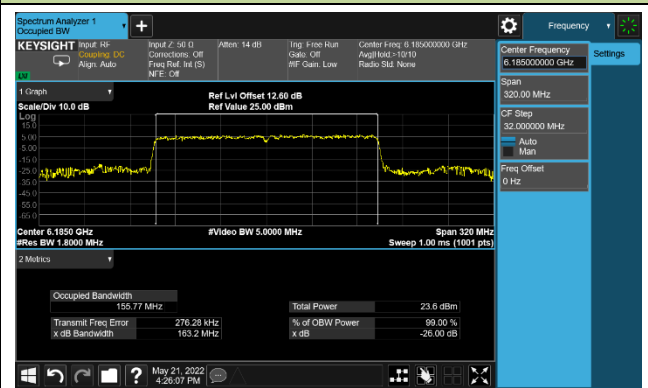 Spectrum Analyzer 1
Occupied BW
+
Frequency
KEYSIGHT
Input: RF
Coupling: DC
Align: Auto
Input Z: 50 Ω
Corrections: Off
Freq Ref: Int (S)
NFE: Off
Atten: 14 dB
Trig: Free Run
Gate: Off
#IF Gain: Low
Center Freq: 6.185000000 GHz
Avg|Hold:>10/10
Radio Std: None
LXI
Center Frequency
6.185000000 GHz
Settings
Span
320.00 MHz
CF Step
32.000000 MHz
Auto
Man
Freq Offset
0 Hz
1 Graph
Scale/Div 10.0 dB
Ref Lvl Offset 12.60 dB
Ref Value 25.00 dBm
Log
15.0
5.00
-5.00
-15.0
-25.0
-35.0
-45.0
-55.0
-65.0
Center 6.1850 GHz
#Res BW 1.8000 MHz
#Video BW 5.0000 MHz
Span 320 MHz
Sweep 1.00 ms (1001 pts)
2 Metrics
Occupied Bandwidth
155.77 MHz
Total Power 23.6 dBm
Transmit Freq Error 276.28 kHz
% of OBW Power 99.00 %
x dB Bandwidth 163.2 MHz
x dB -26.00 dB
?
May 21, 2022
4:26:07 PM